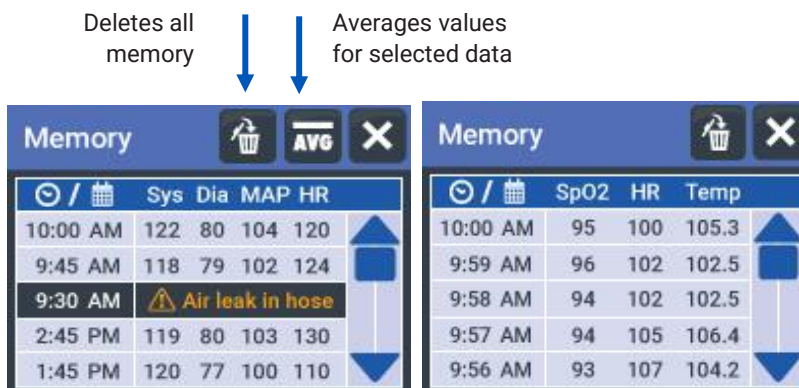 Deletes all
memory
Averages values
for selected data
Memory AVG
/ Sys Dia MAP HR
10:00 AM 122 80 104 120
9:45 AM 118 79 102 124
9:30 AM Air leak in hose
2:45 PM 119 80 103 130
1:45 PM 120 77 100 110
Memory
/ SpO2 HR Temp
10:00 AM 95 100 105.3
9:59 AM 96 102 102.5
9:58 AM 94 102 102.5
9:57 AM 94 105 106.4
9:56 AM 93 107 104.2